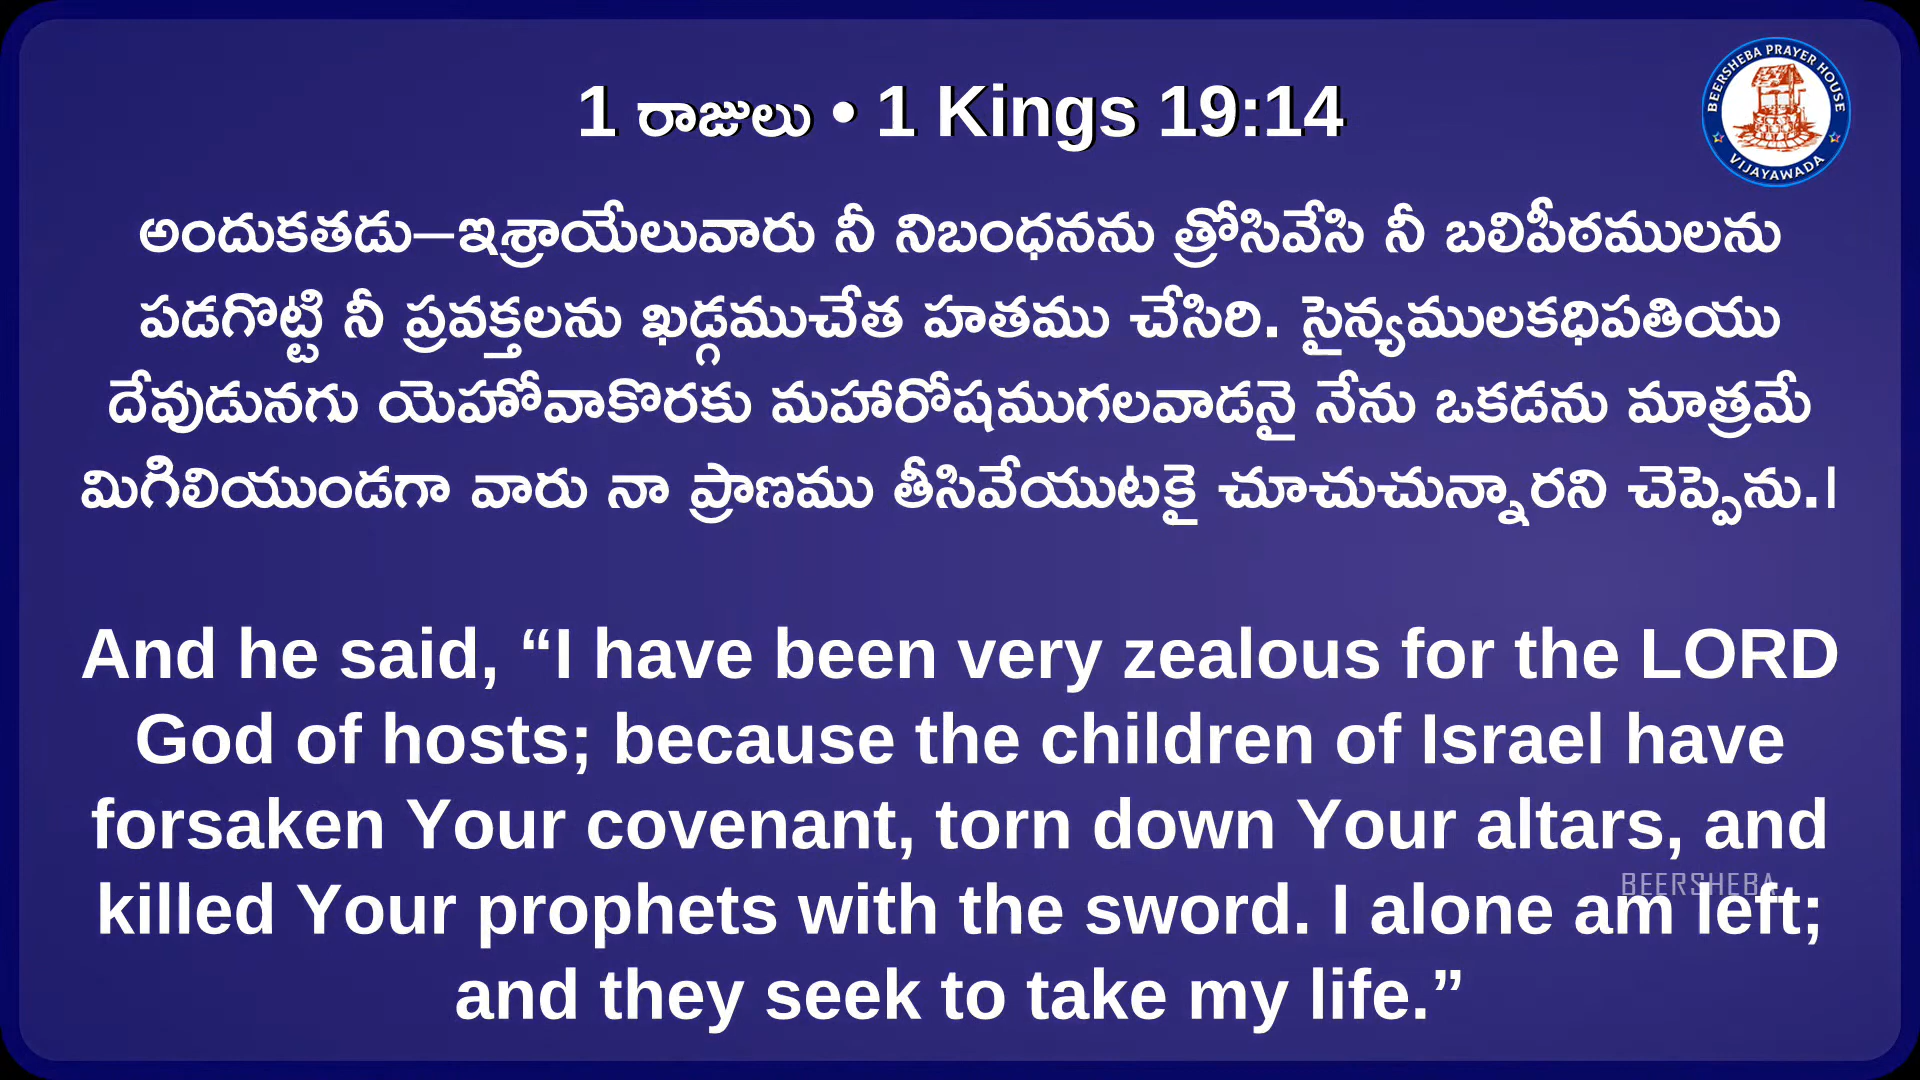 1 రాజులు • 1 Kings 19:14
BEERSHEBA PRAYER HOUSE
VIJAYAWADA
అందుకతడు—ఇశ్రాయేలువారు నీ నిబంధనను త్రోసివేసి నీ బలిపీఠములను
పడగొట్టి నీ ప్రవక్తలను ఖడ్గముచేత హతము చేసిరి. సైన్యములకధిపతియు
దేవుడునగు యెహోవాకొరకు మహారోషముగలవాడనై నేను ఒకడను మాత్రమే
మిగిలియుండగా వారు నా ప్రాణము తీసివేయుటకై చూచుచున్నారని చెప్పెను.|
And he said, “I have been very zealous for the LORD
God of hosts; because the children of Israel have
forsaken Your covenant, torn down Your altars, and
BEERSHEBA
killed Your prophets with the sword. I alone am left;
and they seek to take my life.”